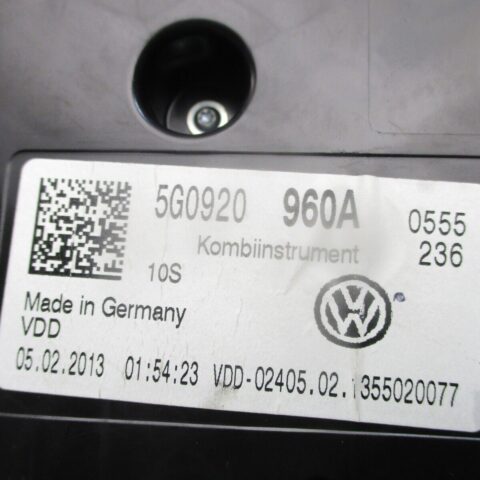 5G0920 960A 0555
Kombiinstrument 236
10S
Made in Germany
VDD
05.02.2013 01:54:23 VDD-02405.02.1355020077